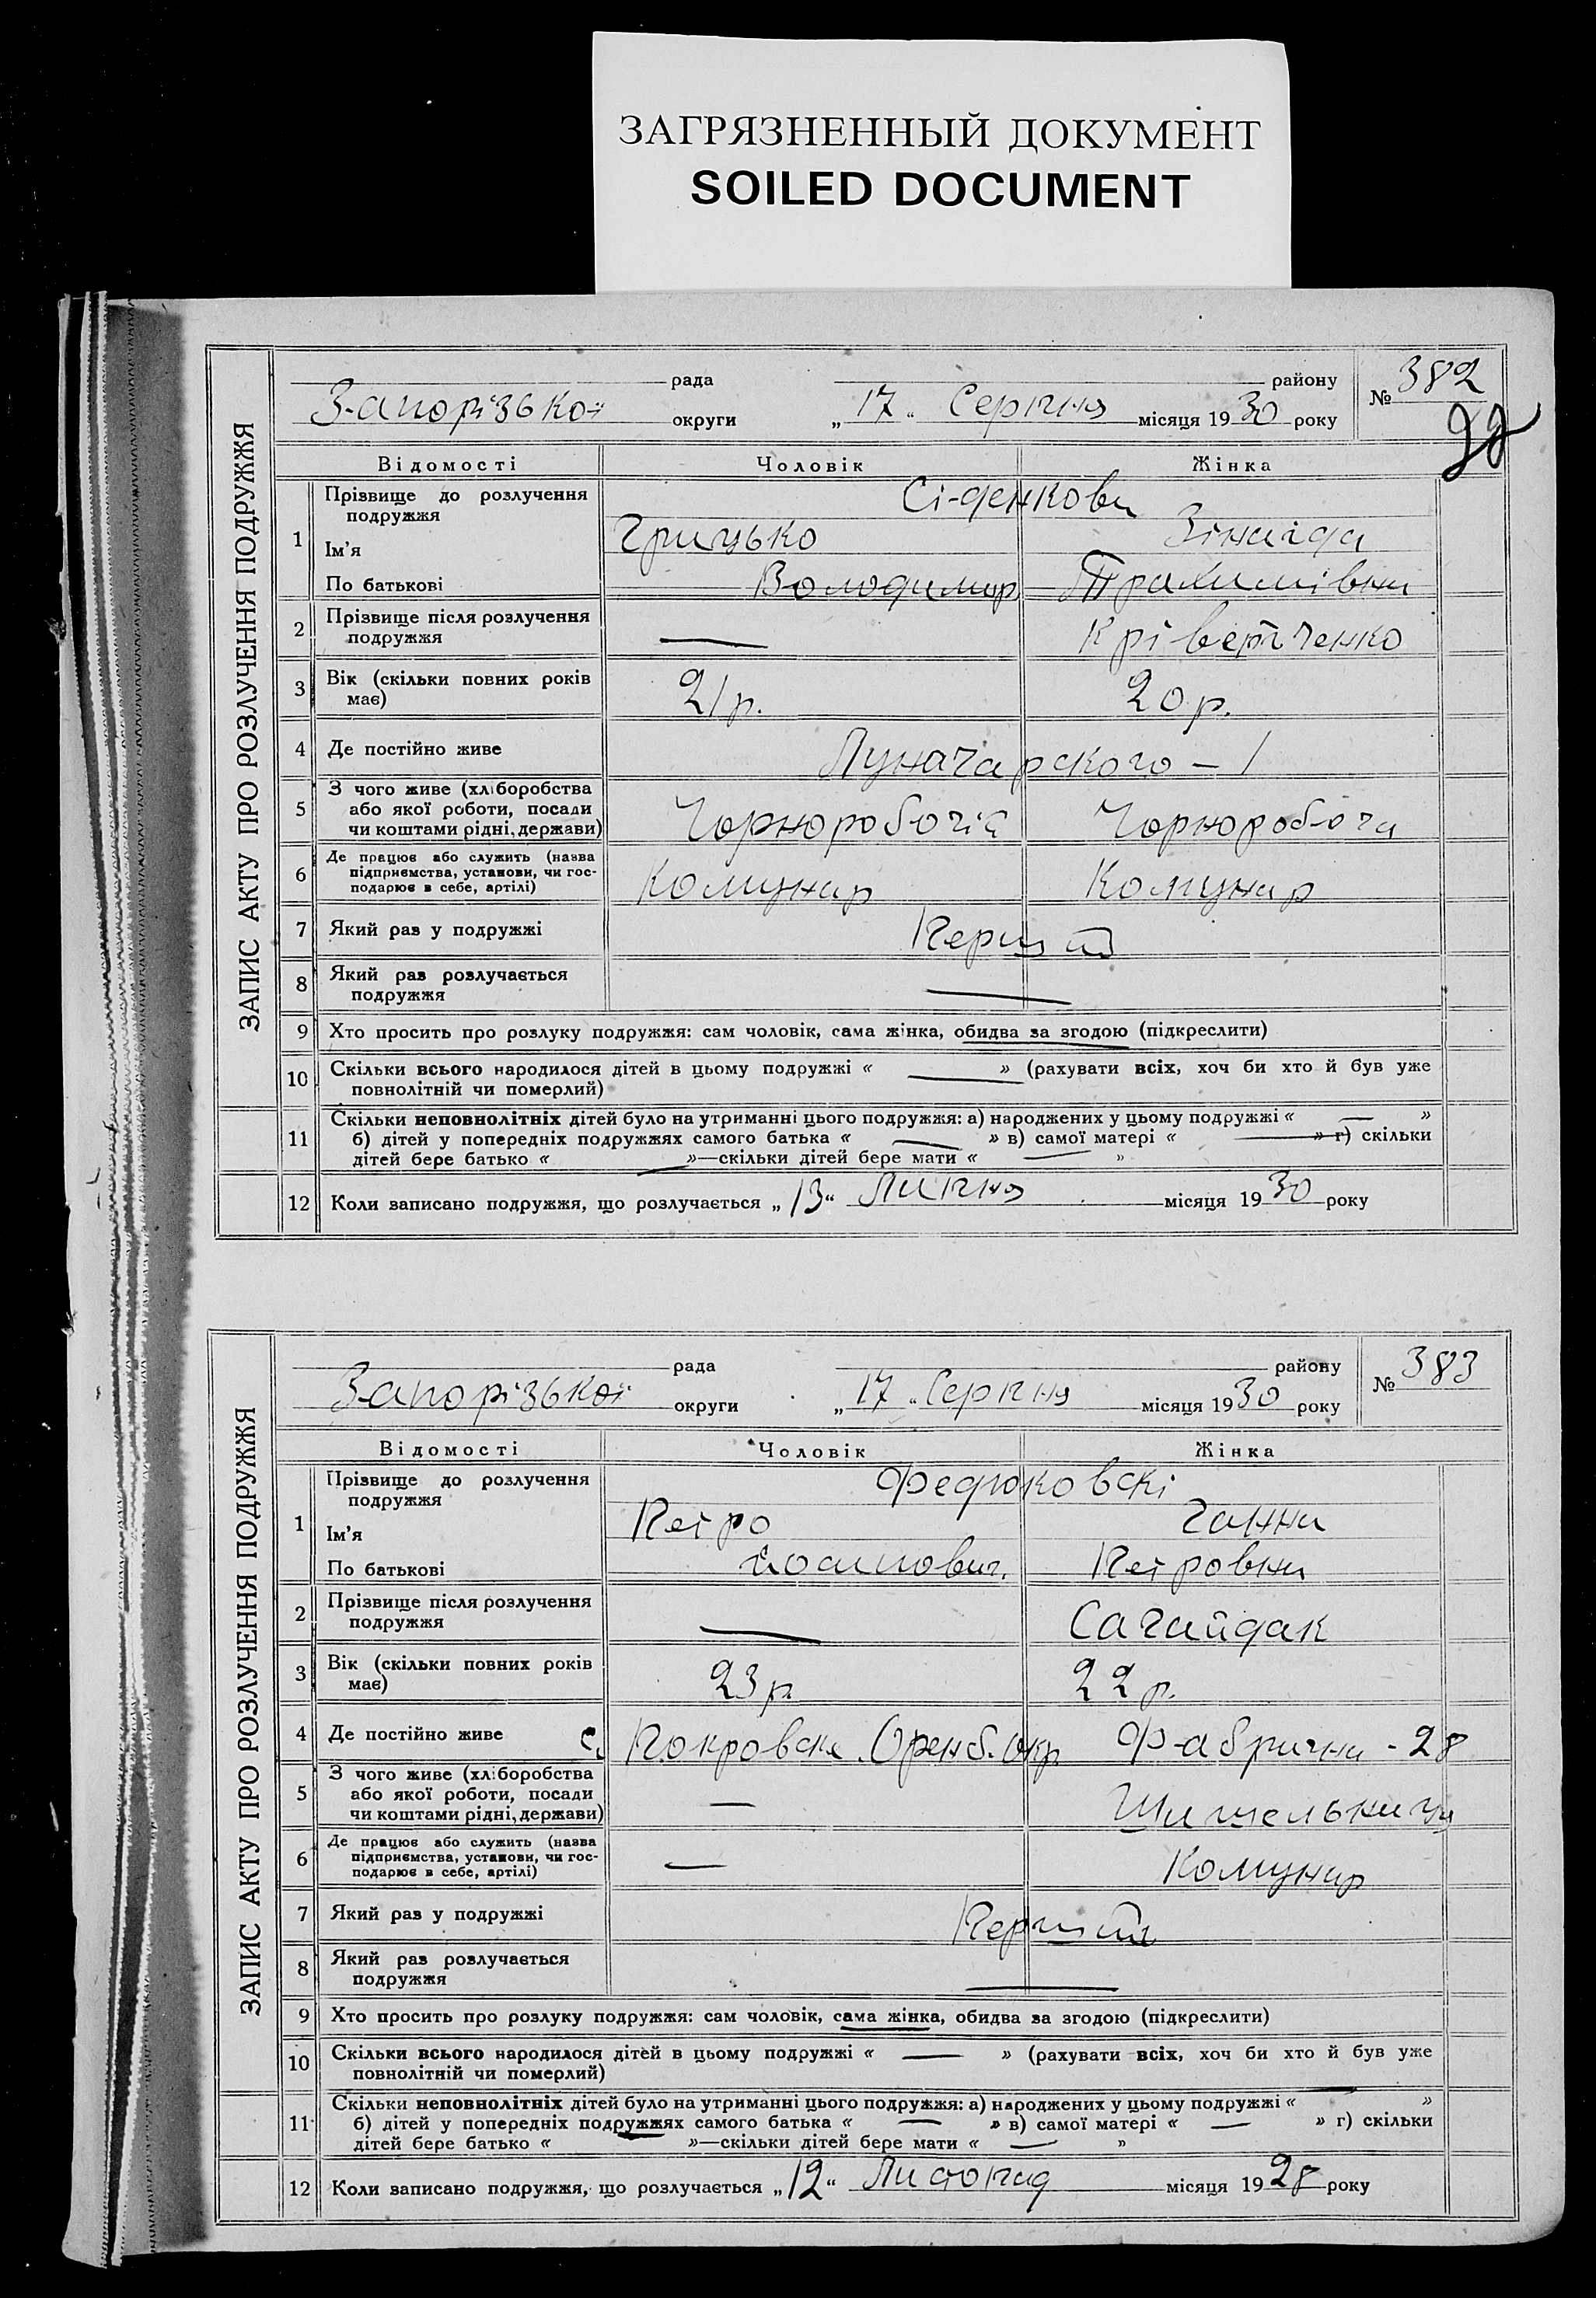 ЗАГРЯЗНЕННЫЙ ДОКУМЕНТ
SOILED DOCUMENT
ЗАПИС АКТУ ПРО РОЗЛУЧЕННЯ ПОДРУЖЖЯ
рада району № 382
Запорізькоі округи „17“ Серпня місяця 1930 року
Відомості Чоловік Жінка
1 Прізвище до розлучення подружжя Сіденкови
Ім'я Грицько Зінаіда
По батькові Володимир
2 Прізвище після розлучення
подружжя —
3 Вік (скільки повних років
має) 21 р. 20 р.
4 Де постійно живе Луначарского – 1
5 З чого живе (хліборобства
або якої роботи, посади
чи коштами рідні, держави) Чорноробочій Чорноробоча
6 Де працює або служить (назва
підприємства, установи, чи гос-
подарює в себе, артілі) Комунар Комунар
7 Який раз у подружжі
8 Який раз розлучається
подружжя —
9 Хто просить про розлуку подружжя: сам чоловік, сама жінка, обидва за згодою (підкреслити)
10 Скільки всього народилося дітей в цьому подружжі « — » (рахувати всіх, хоч би хто й був уже
повнолітній чи померлий)
11 Скільки неповнолітніх дітей було на утриманні цього подружжя: а) народжених у цьому подружжі « — »
б) дітей у попередніх подружжях самого батька « — » в) самої матері « — » г) скільки
дітей бере батько « — »—скільки дітей бере мати « — »
12 Коли записано подружжя, що розлучається „13“ Липня місяця 1930 року
ЗАПИС АКТУ ПРО РОЗЛУЧЕННЯ ПОДРУЖЖЯ
рада району № 383
Запорізькоі округи „17“ Серпня місяця 1930 року
Відомості Чоловік Жінка
1 Прізвище до розлучення
подружжя Федюковскі
Ім'я Петро Ганна
По батькові Йосипович. Петровна
2 Прізвище після розлучення
подружжя — Сагайдак
3 Вік (скільки повних років
має) 23 р. 22 р.
4 Де постійно живе с. Покровск. Оренб. Окр. Фабрична - 28
5 З чого живе (хліборобства
або якої роботи, посади
чи коштами рідні, держави) —
6 Де працює або служить (назва
підприємства, установи, чи гос-
подарює в себе, артілі) — Комунар
7 Який раз у подружжі
8 Який раз розлучається
подружжя —
9 Хто просить про розлуку подружжя: сам чоловік, сама жінка, обидва за згодою (підкреслити)
10 Скільки всього народилося дітей в цьому подружжі « — » (рахувати всіх, хоч би хто й був уже
повнолітній чи померлий)
11 Скільки неповнолітніх дітей було на утриманні цього подружжя: а) народжених у цьому подружжі « — »
б) дітей у попередніх подружжях самого батька « — » в) самої матері « — » г) скільки
дітей бере батько « »—скільки дітей бере мати « — »
12 Коли записано подружжя, що розлучається „12“ Листопад місяця 1928 року